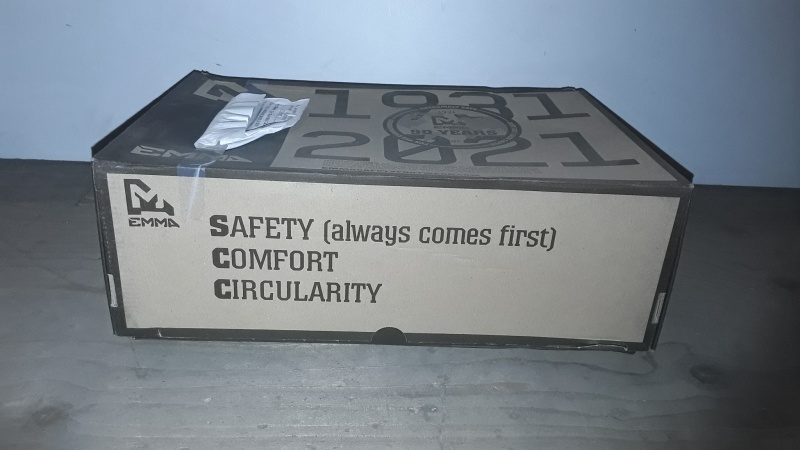 1931
2021
90 YEARS
EMMA
EMMA
SAFETY (always comes first)
COMFORT
CIRCULARITY